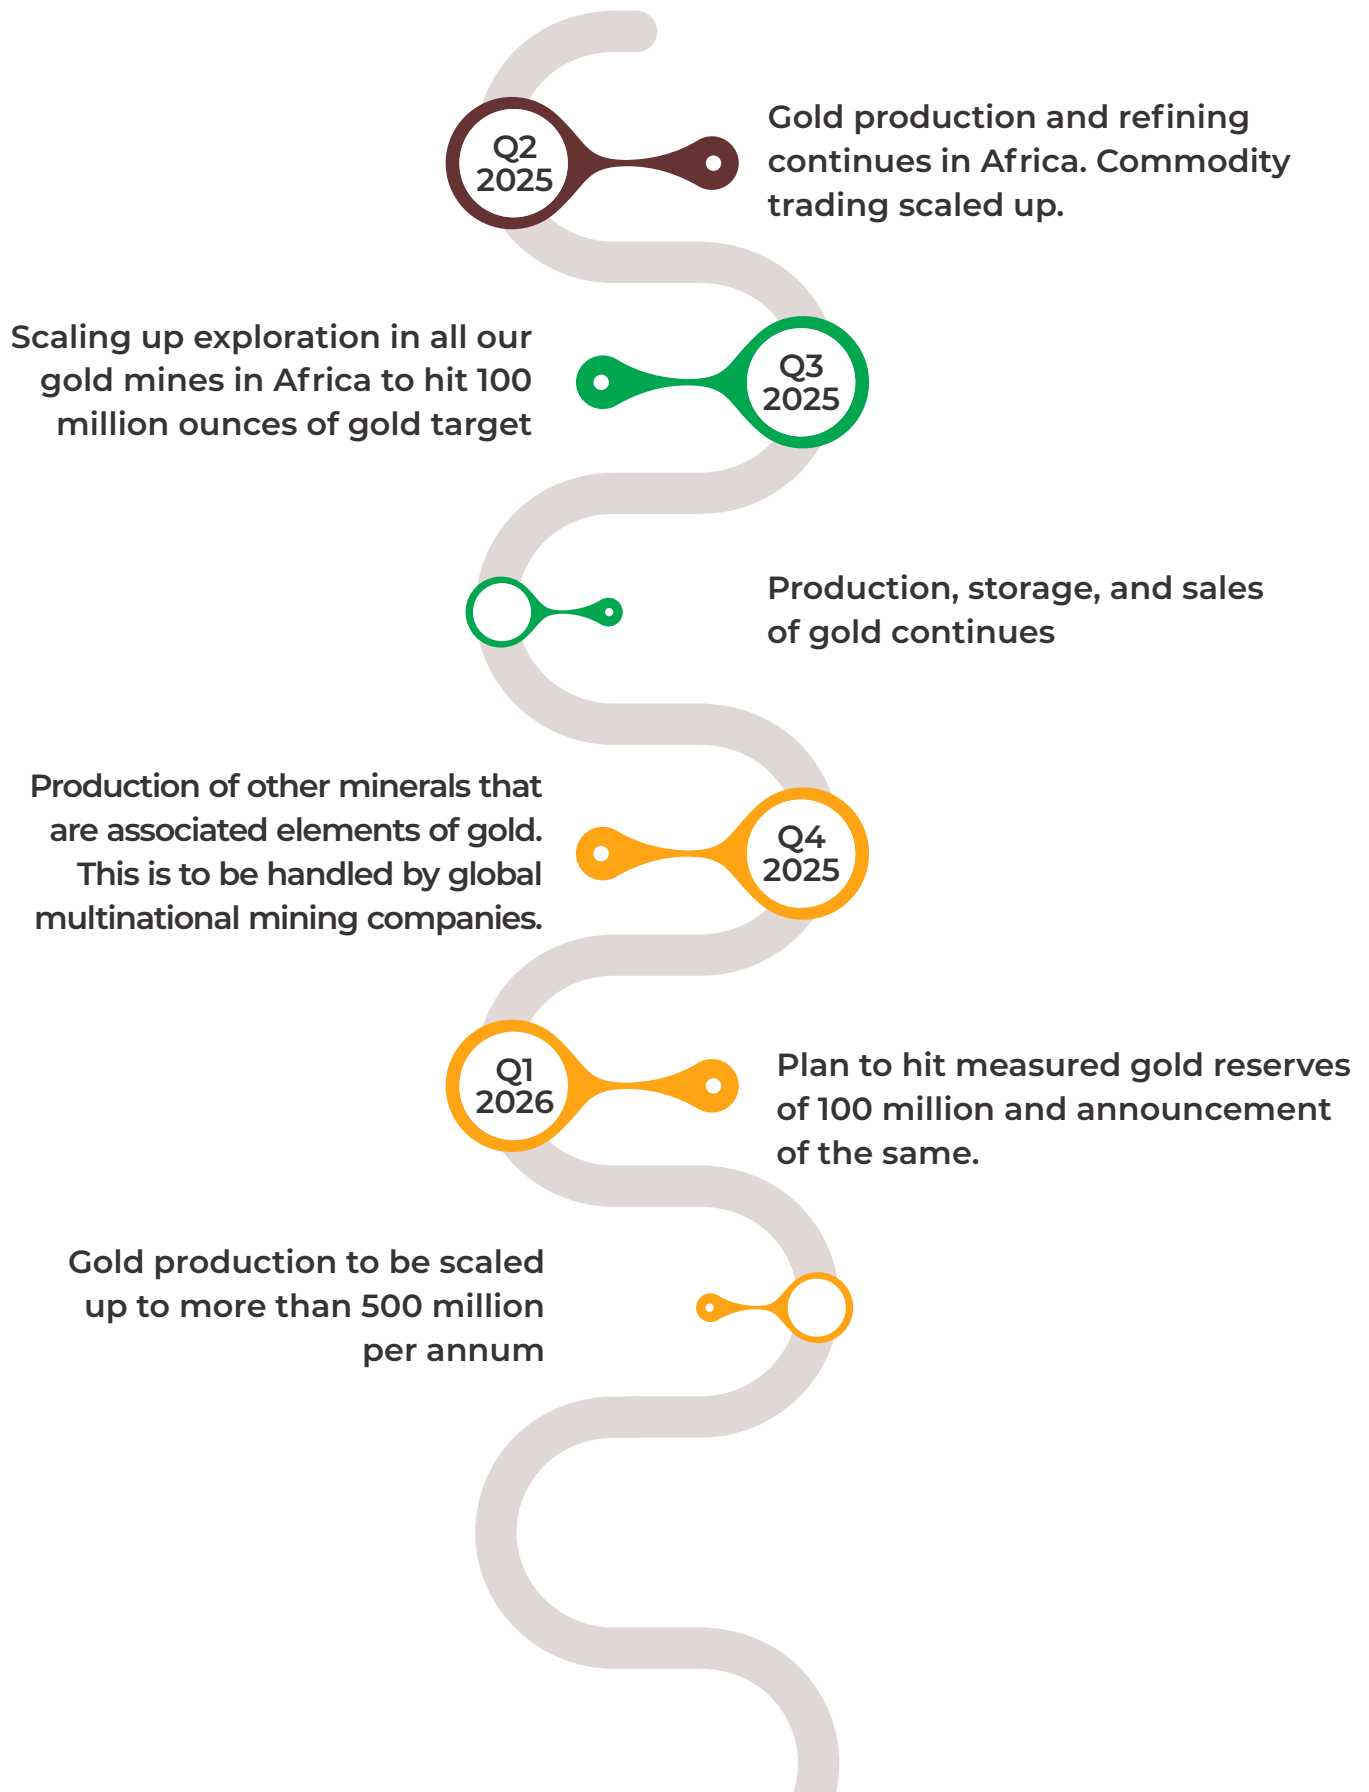 Q2
2025
Gold production and refining
continues in Africa. Commodity
trading scaled up.
Scaling up exploration in all our
gold mines in Africa to hit 100
million ounces of gold target
Q3
2025
Production, storage, and sales
of gold continues
Production of other minerals that
are associated elements of gold.
This is to be handled by global
multinational mining companies.
Q4
2025
Q1
2026
Plan to hit measured gold reserves
of 100 million and announcement
of the same.
Gold production to be scaled
up to more than 500 million
per annum